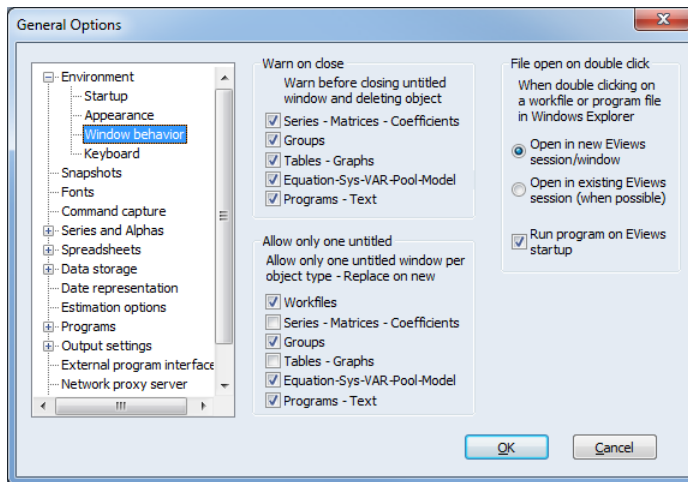 General Options
Environment
Startup
Appearance
Window behavior
Keyboard
Snapshots
Fonts
Command capture
Series and Alphas
Spreadsheets
Data storage
Date representation
Estimation options
Programs
Output settings
External program interface
Network proxy server
Warn on close
Warn before closing untitled
window and deleting object
Series - Matrices - Coefficients
Groups
Tables - Graphs
Equation-Sys-VAR-Pool-Model
Programs - Text
Allow only one untitled
Allow only one untitled window per
object type - Replace on new
Workfiles
Series - Matrices - Coefficients
Groups
Tables - Graphs
Equation-Sys-VAR-Pool-Model
Programs - Text
File open on double click
When double clicking on
a workfile or program file
in Windows Explorer
Open in new EViews
session/window
Open in existing EViews
session (when possible)
Run program on EViews
startup
OK
Cancel